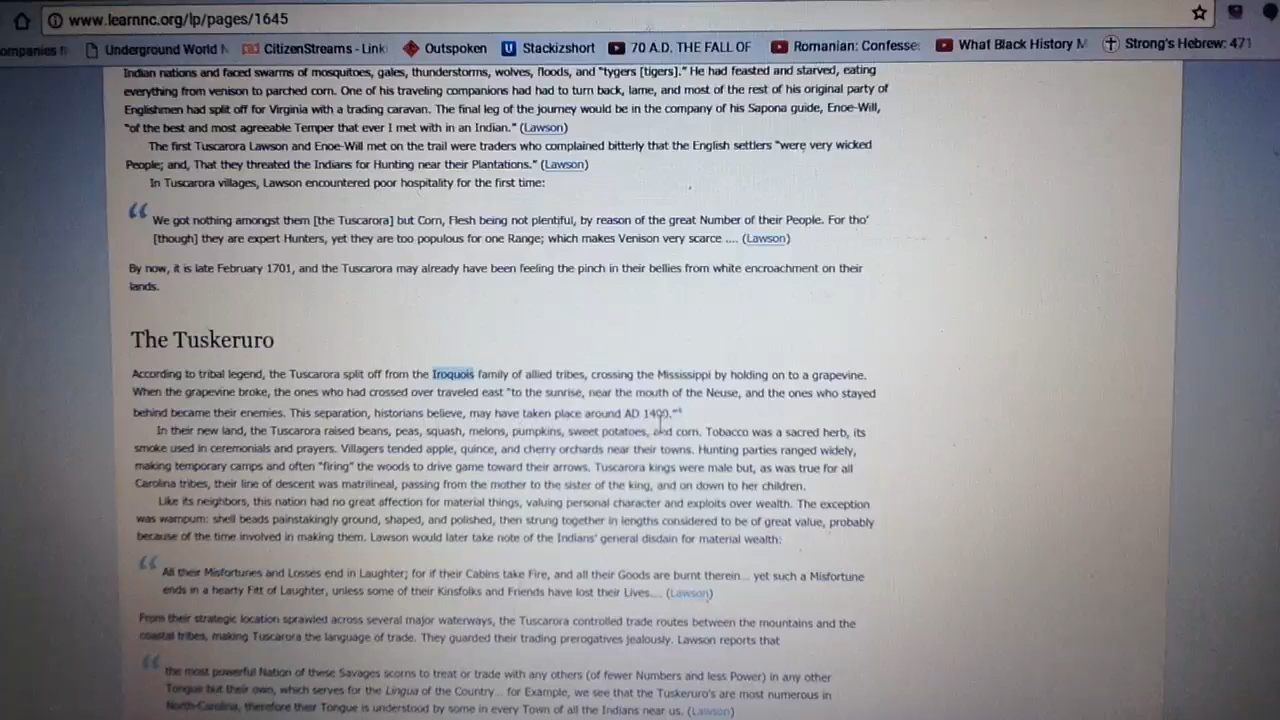 www.learnnc.org/lp/pages/1645
ompanies Underground World CitizenStreams - Link Outspoken Stackizshort 70 A.D. THE FALL OF Romanian: Confesse: What Black History M Strong's Hebrew: 471
Indian nations and faced swarms of mosquitoes, gales, thunderstorms, wolves, floods, and "tygers [tigers]." He had feasted and starved, eating
everything from venison to parched corn. One of his traveling companions had had to turn back, lame, and most of the rest of his original party of
Englishmen had split off for Virginia with a trading caravan. The final leg of the journey would be in the company of his Sapona guide, Enoe-Will,
"of the best and most agreeable Temper that ever I met with in an Indian." (Lawson)
The first Tuscarora Lawson and Enoe-Will met on the trail were traders who complained bitterly that the English settlers "were very wicked
People; and, That they threated the Indians for Hunting near their Plantations." (Lawson)
In Tuscarora villages, Lawson encountered poor hospitality for the first time:
“ We got nothing amongst them [the Tuscarora] but Corn, Flesh being not plentiful, by reason of the great Number of their People. For tho'
[though] they are expert Hunters, yet they are too populous for one Range; which makes Venison very scarce .... (Lawson)
By now, it is late February 1701, and the Tuscarora may already have been feeling the pinch in their bellies from white encroachment on their
lands.
The Tuskeruro
According to tribal legend, the Tuscarora split off from the Iroquois family of allied tribes, crossing the Mississippi by holding on to a grapevine.
When the grapevine broke, the ones who had crossed over traveled east "to the sunrise, near the mouth of the Neuse, and the ones who stayed
behind became their enemies. This separation, historians believe, may have taken place around AD 1400."4
In their new land, the Tuscarora raised beans, peas, squash, melons, pumpkins, sweet potatoes, and corn. Tobacco was a sacred herb, its
smoke used in ceremonials and prayers. Villagers tended apple, quince, and cherry orchards near their towns. Hunting parties ranged widely,
making temporary camps and often "firing" the woods to drive game toward their arrows. Tuscarora kings were male but, as was true for all
Carolina tribes, their line of descent was matrilineal, passing from the mother to the sister of the king, and on down to her children.
Like its neighbors, this nation had no great affection for material things, valuing personal character and exploits over wealth. The exception
was wampum: shell beads painstakingly ground, shaped, and polished, then strung together in lengths considered to be of great value, probably
because of the time involved in making them. Lawson would later take note of the Indians' general disdain for material wealth:
“ All their Misfortunes and Losses end in Laughter; for if their Cabins take Fire, and all their Goods are burnt therein... yet such a Misfortune
ends in a hearty Fitt of Laughter, unless some of their Kinsfolks and Friends have lost their Lives.... (Lawson)
From their strategic location sprawled across several major waterways, the Tuscarora controlled trade routes between the mountains and the
coastal tribes, making Tuscarora the language of trade. They guarded their trading prerogatives jealously. Lawson reports that
“ the most powerful Nation of these Savages scorns to treat or trade with any others (of fewer Numbers and less Power) in any other
Tongue but their own, which serves for the Lingua of the Country... for Example, we see that the Tuskeruro's are most numerous in
North-Carolina, therefore their Tongue is understood by some in every Town of all the Indians near us. (Lawson)